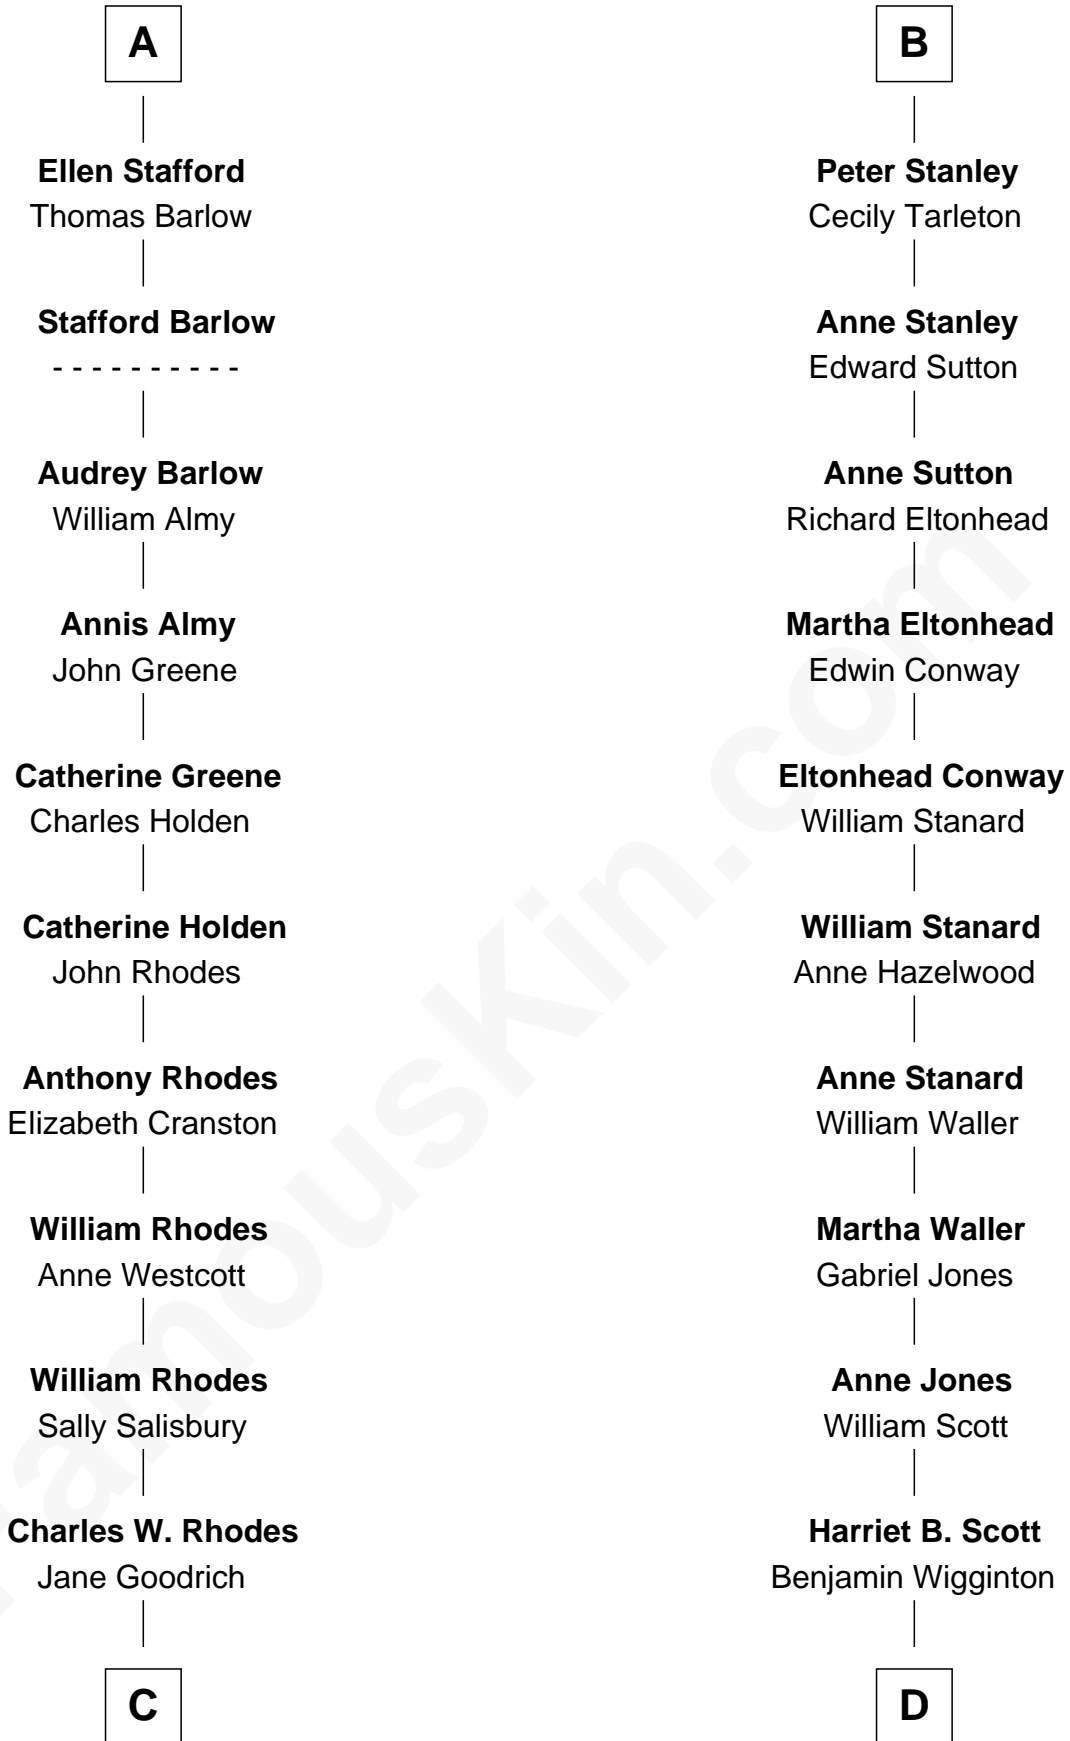 A
Ellen Stafford
Thomas Barlow
Stafford Barlow
- - - - - - - - - -
Audrey Barlow
William Almy
Annis Almy
John Greene
Catherine Greene
Charles Holden
Catherine Holden
John Rhodes
Anthony Rhodes
Elizabeth Cranston
William Rhodes
Anne Westcott
William Rhodes
Sally Salisbury
Charles W. Rhodes
Jane Goodrich
C
B
Peter Stanley
Cecily Tarleton
Anne Stanley
Edward Sutton
Anne Sutton
Richard Eltonhead
Martha Eltonhead
Edwin Conway
Eltonhead Conway
William Stanard
William Stanard
Anne Hazelwood
Anne Stanard
William Waller
Martha Waller
Gabriel Jones
Anne Jones
William Scott
Harriet B. Scott
Benjamin Wigginton
D
FamousKin.com